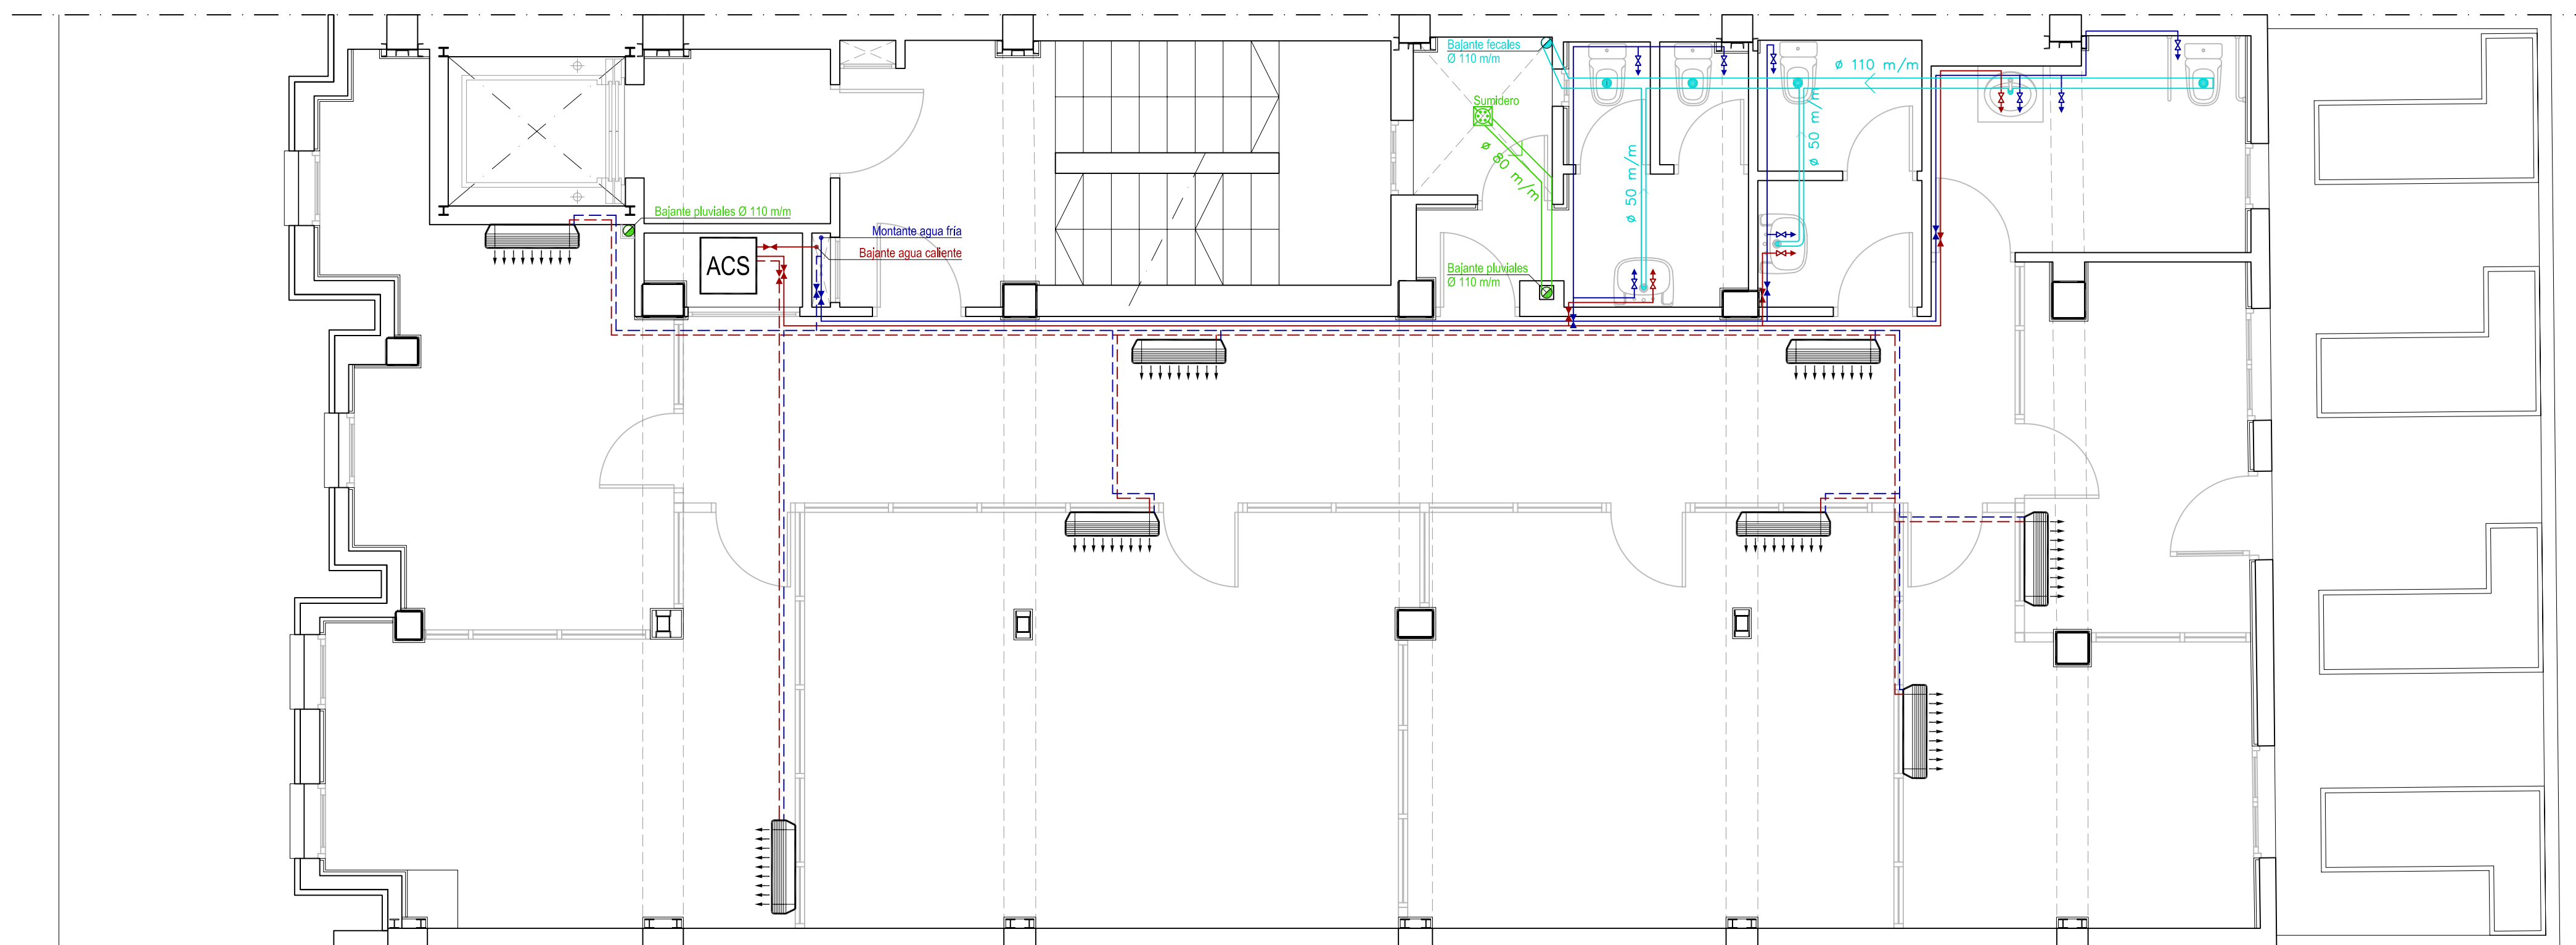 Bajante fecales
Ø 110 m/m
ø 110 m/m
Sumidero
ø 80 m/m
ø 50 m/m
ø 50 m/m
Bajante pluviales Ø 110 m/m
Montante agua fría
Bajante agua caliente
ACS
Bajante pluviales
Ø 110 m/m